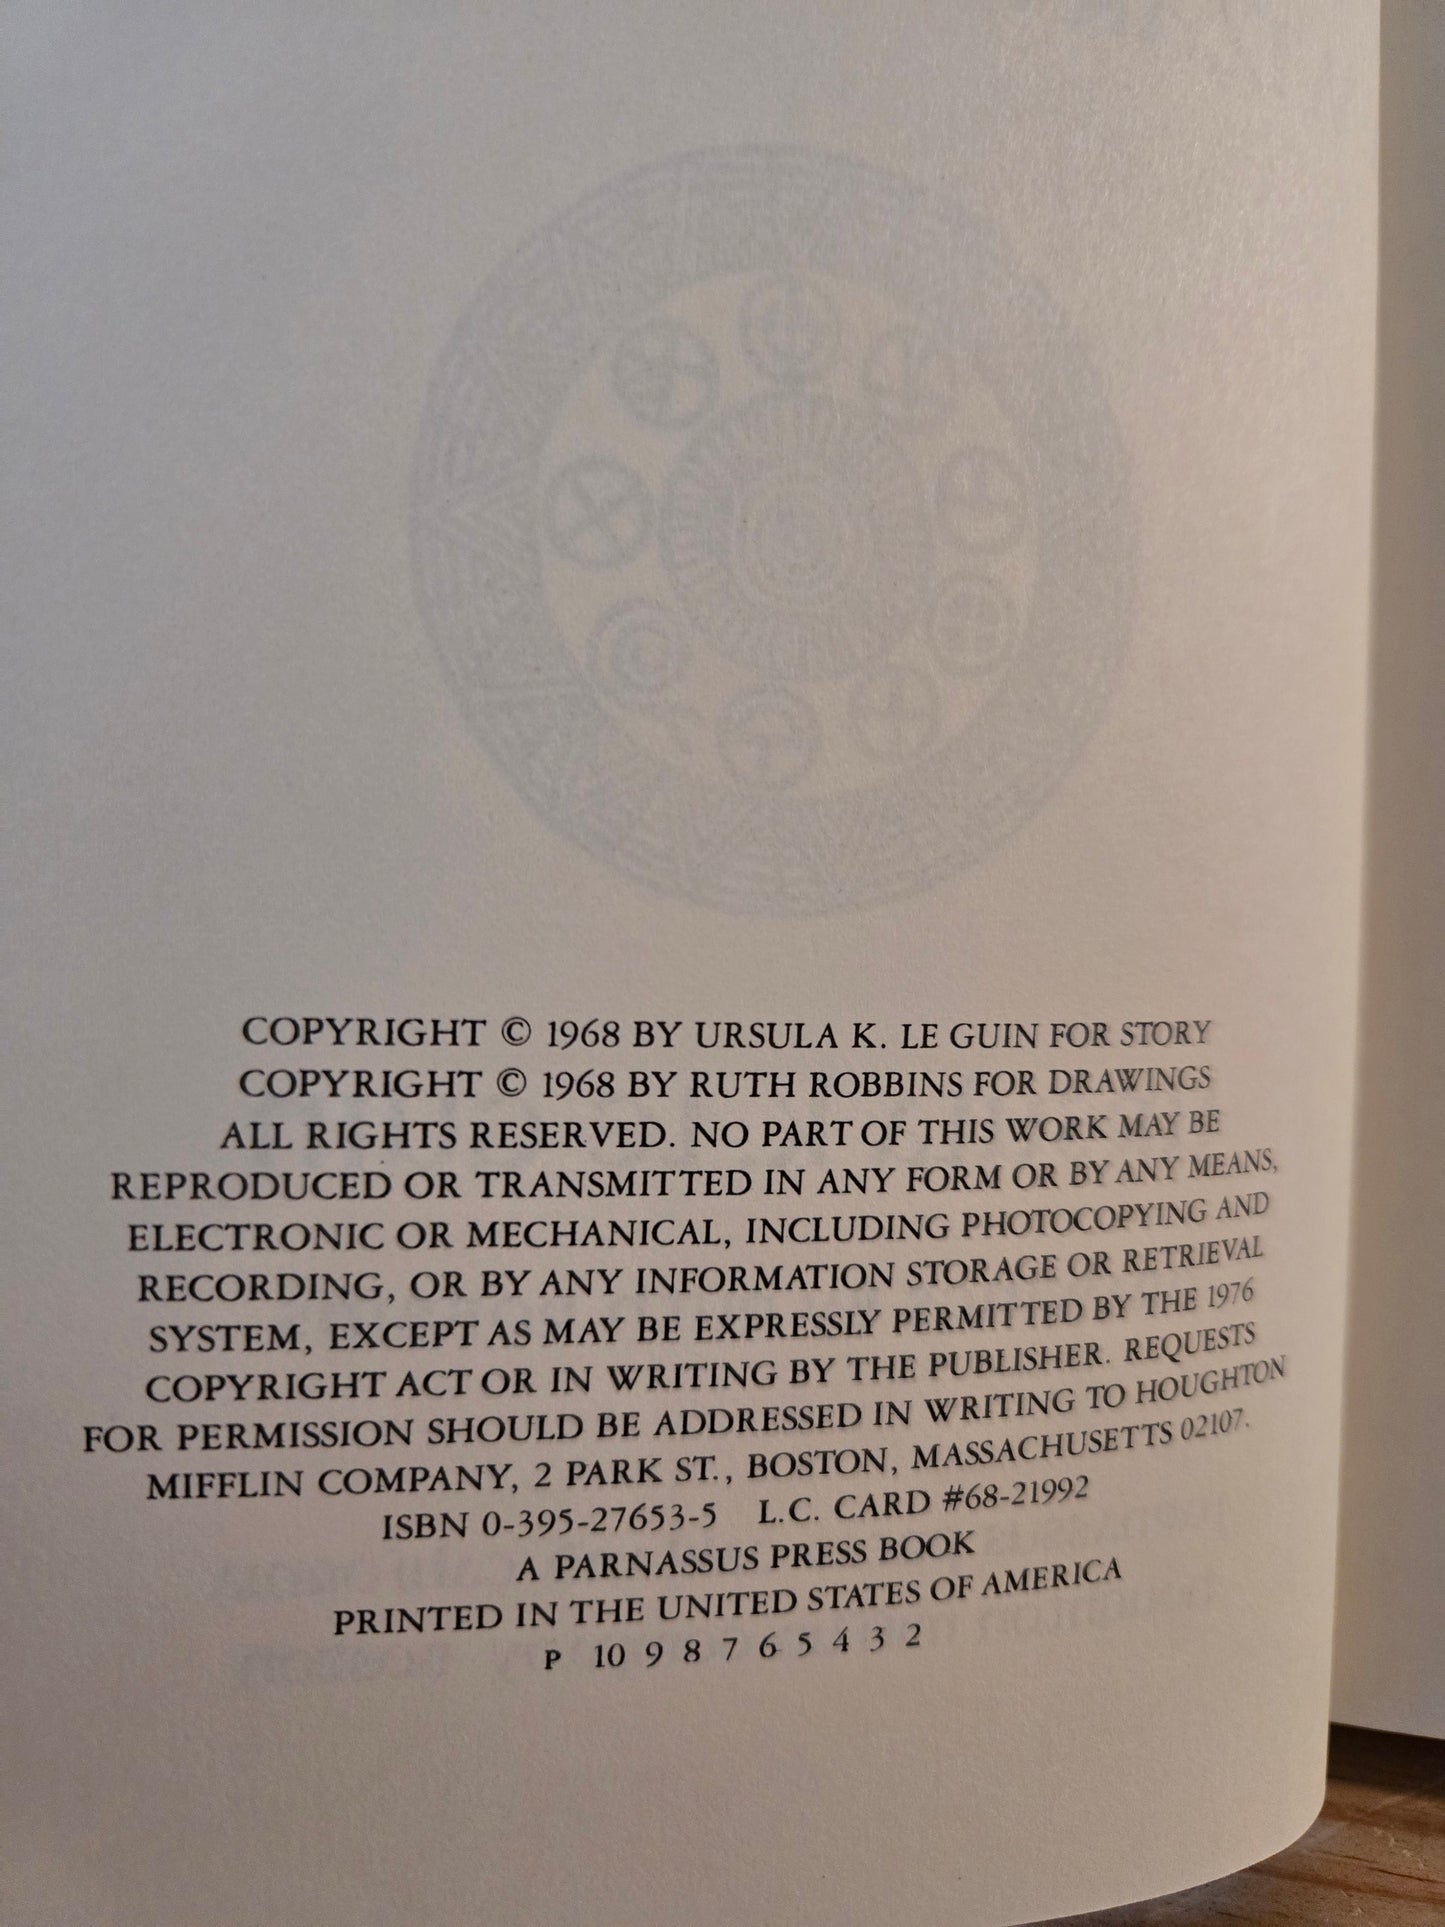 COPYRIGHT © 1968 BY URSULA K. LE GUIN FOR STORY
COPYRIGHT © 1968 BY RUTH ROBBINS FOR DRAWINGS
ALL RIGHTS RESERVED. NO PART OF THIS WORK MAY BE
REPRODUCED OR TRANSMITTED IN ANY FORM OR BY ANY MEANS,
ELECTRONIC OR MECHANICAL, INCLUDING PHOTOCOPYING AND
RECORDING, OR BY ANY INFORMATION STORAGE OR RETRIEVAL
SYSTEM, EXCEPT AS MAY BE EXPRESSLY PERMITTED BY THE 1976
COPYRIGHT ACT OR IN WRITING BY THE PUBLISHER. REQUESTS
FOR PERMISSION SHOULD BE ADDRESSED IN WRITING TO HOUGHTON
MIFFLIN COMPANY, 2 PARK ST., BOSTON, MASSACHUSETTS 02107.
ISBN 0-395-27653-5 L.C. CARD #68-21992
A PARNASSUS PRESS BOOK
PRINTED IN THE UNITED STATES OF AMERICA
P 10 9 8 7 6 5 4 3 2